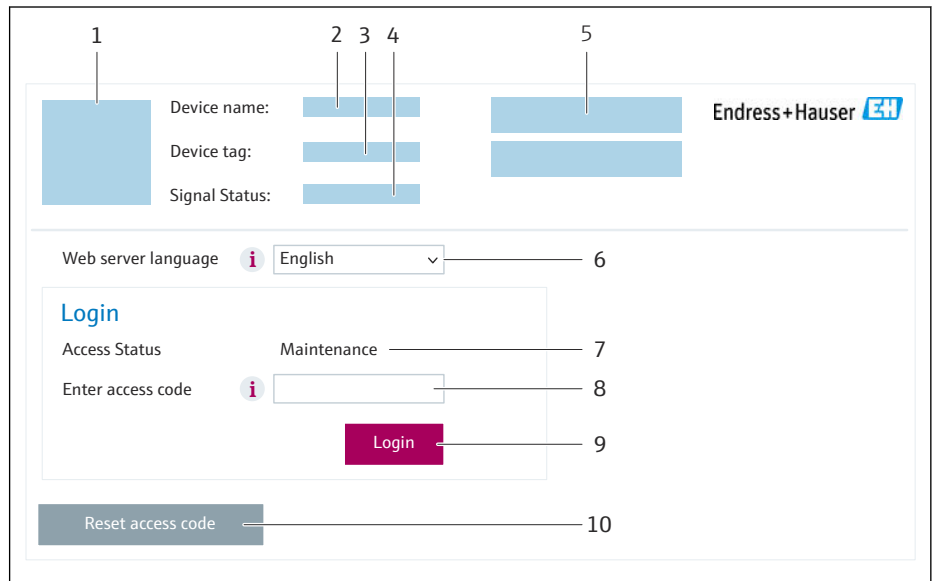 1 2 3 4 5
Device name:
Endress+Hauser EH
Device tag:
Signal Status:
Web server language i English 6
Login
Access Status Maintenance 7
Enter access code i 8
Login 9
Reset access code 10